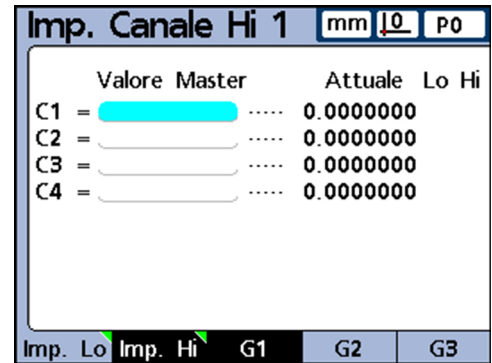 Imp. Canale Hi 1 mm 0 P0
Valore Master Attuale Lo Hi
C1 = ..... 0.0000000
C2 = ..... 0.0000000
C3 = ..... 0.0000000
C4 = ..... 0.0000000
Imp. Lo Imp. Hi G1 G2 G3